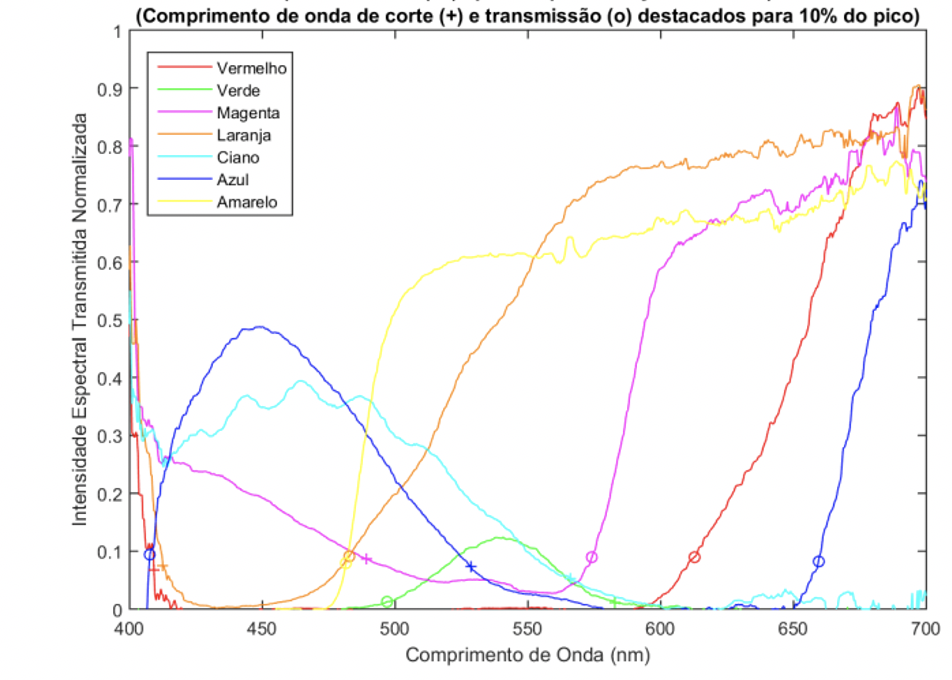 (Comprimento de onda de corte (+) e transmissão (o) destacados para 10% do pico)
Intensidade Espectral Transmitida Normalizada
1
0.9
0.8
0.7
0.6
0.5
0.4
0.3
0.2
0.1
0
Vermelho
Verde
Magenta
Laranja
Ciano
Azul
Amarelo
400 450 500 550 600 650 700
Comprimento de Onda (nm)